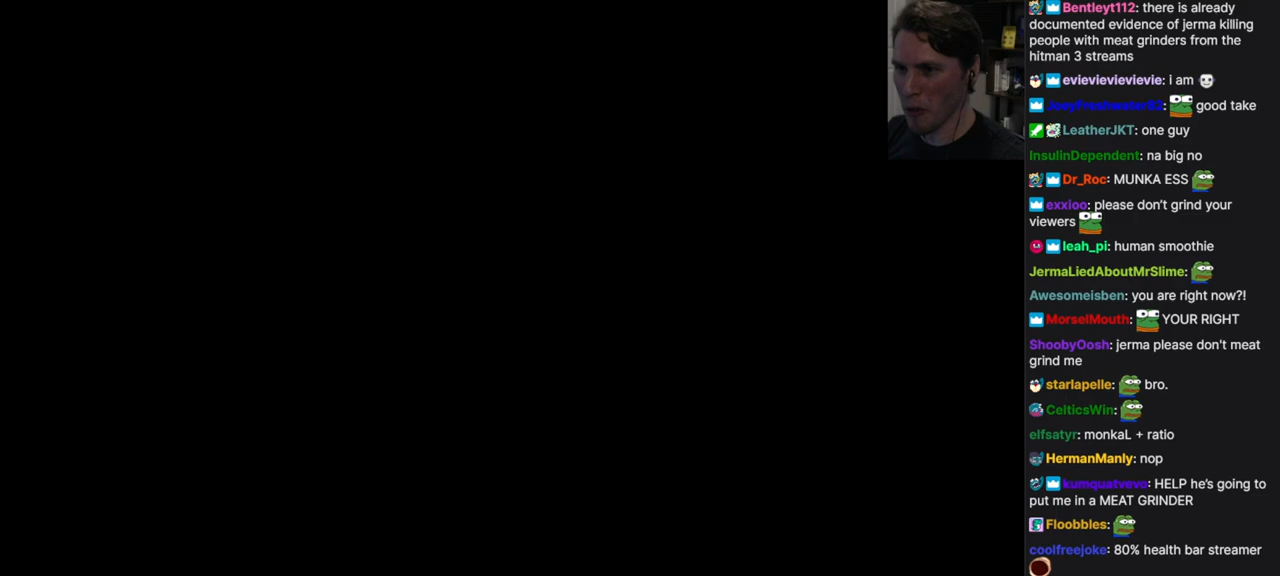 Bentleyt112: there is already
documented evidence of jerma killing
people with meat grinders from the
hitman 3 streams
evievievievievie: i am
JoeyFreshwater82: good take
LeatherJKT: one guy
InsulinDependent: na big no
Dr_Roc: MUNKA ESS
exxioo: please don't grind your
viewers
leah_pi: human smoothie
JermaLiedAboutMrSlime:
Awesomeisben: you are right now?!
MorselMouth: YOUR RIGHT
ShoobyOosh: jerma please don't meat
grind me
starlapelle: bro.
CelticsWin:
elfsatyr: monkaL + ratio
HermanManly: nop
kumquatvevo: HELP he's going to
put me in a MEAT GRINDER
Floobbles:
coolfreejoke: 80% health bar streamer